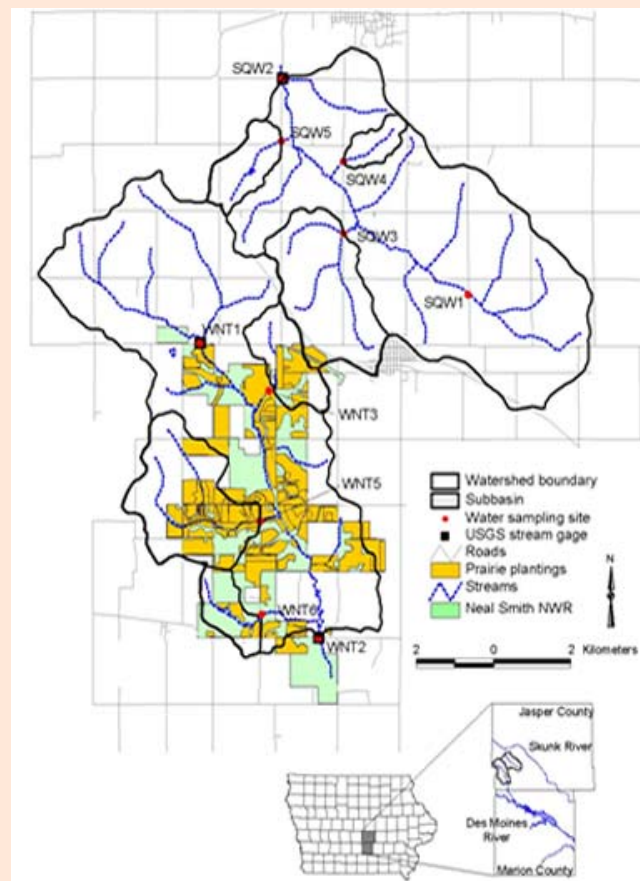 SQW2
SQW5
SQW4
SQW3
SQW1
WNT1
WNT3
WNT5
WNT6
WNT2
Watershed boundary
Subbasin
Water sampling site
USGS stream gage
Roads
Prairie plantings
Streams
Neal Smith NWR
N
2 0 2 Kilometers
Jasper County
Skunk River
Des Moines
River
Marion County